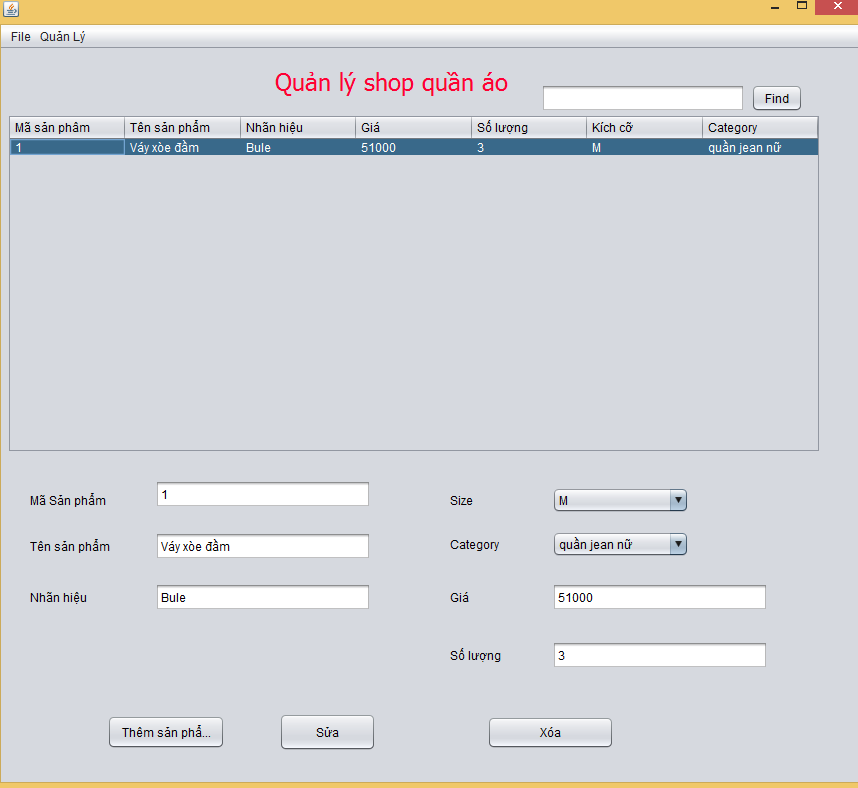 File Quản Lý
Quản lý shop quần áo
Find
Mã sản phâm Tên sản phẩm Nhãn hiệu Giá Số lượng Kích cỡ Category
1 Váy xòe đầm Bule 51000 3 M quần jean nữ
Mã Sản phẩm 1 Size M
Tên sản phẩm Váy xòe đầm Category quần jean nữ
Nhãn hiệu Bule Giá 51000
Số lượng 3
Thêm sản phẩ... Sửa Xóa